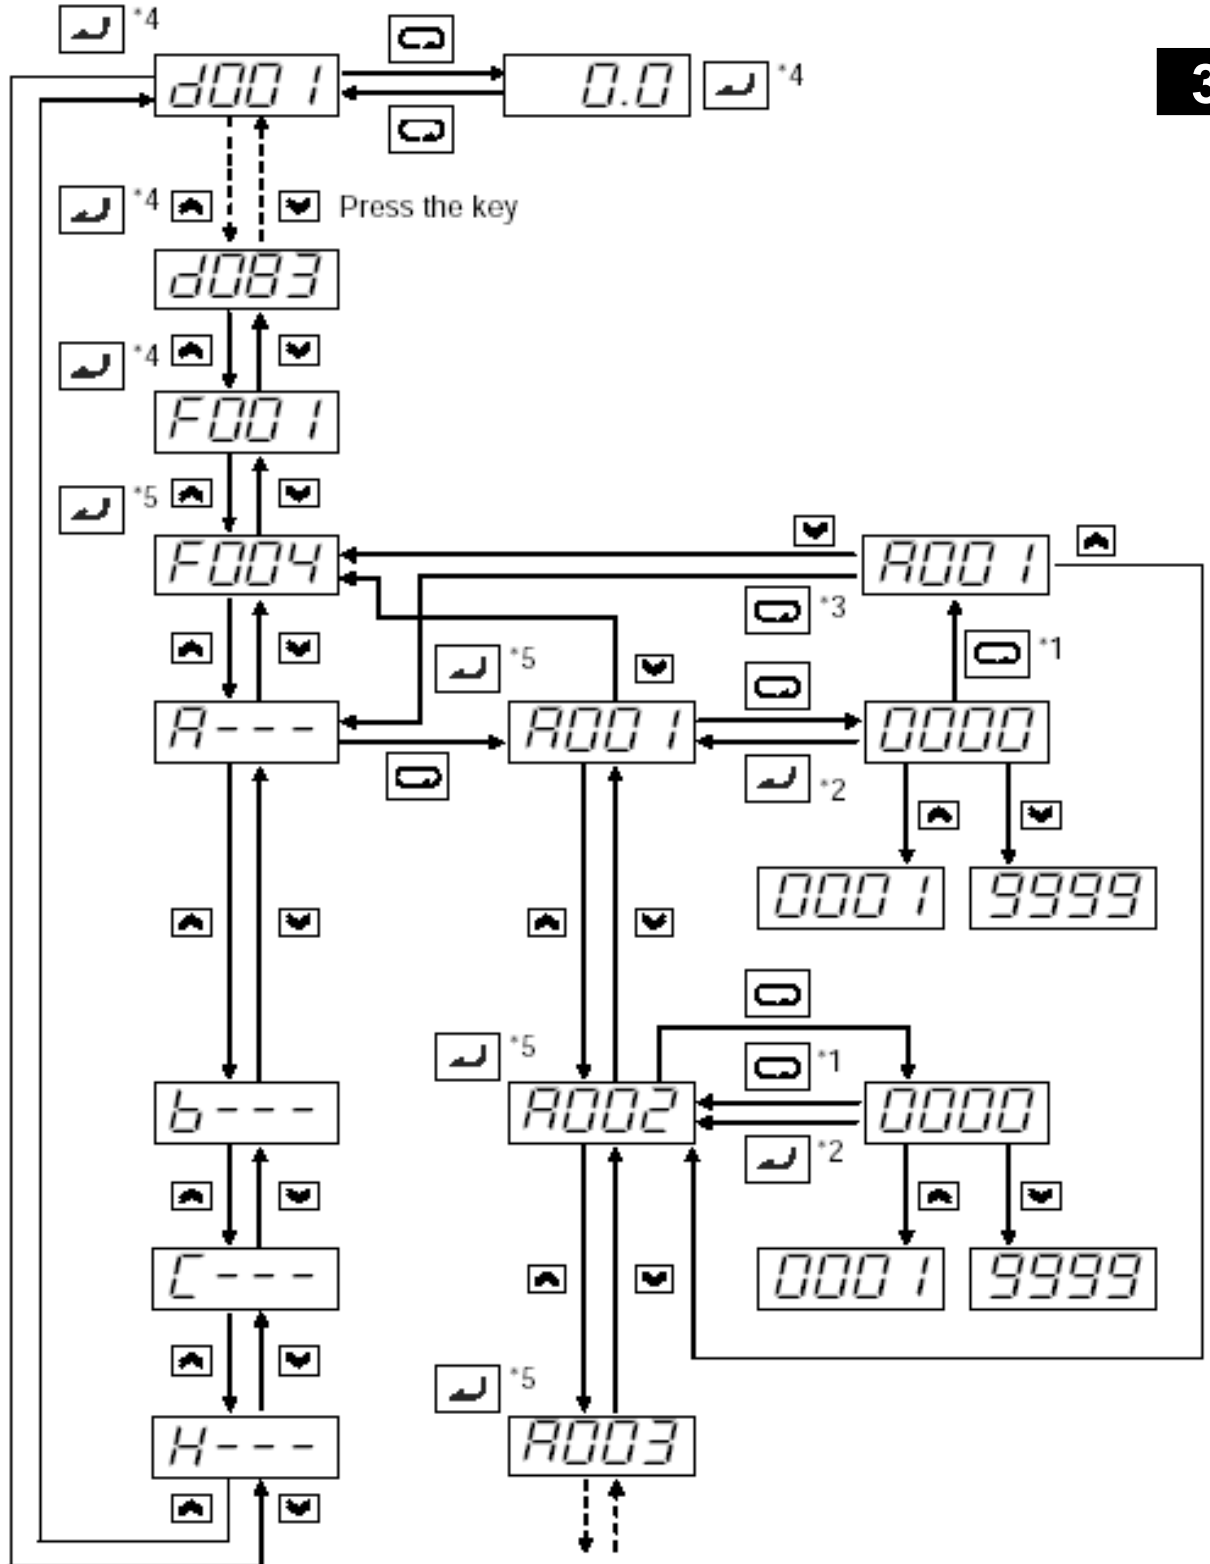 *4
d001
0.0
*4
3
*4
Press the key
d083
*4
F001
*5
F004
A001
*3
*1
*5
A---
A001
0000
*2
0001
9999
*5
*1
b---
A002
0000
*2
C---
0001
9999
*5
H---
A003